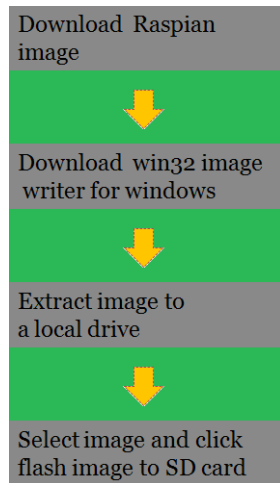 Download Raspian
image
Download win32 image
writer for windows
Extract image to
a local drive
Select image and click
flash image to SD card